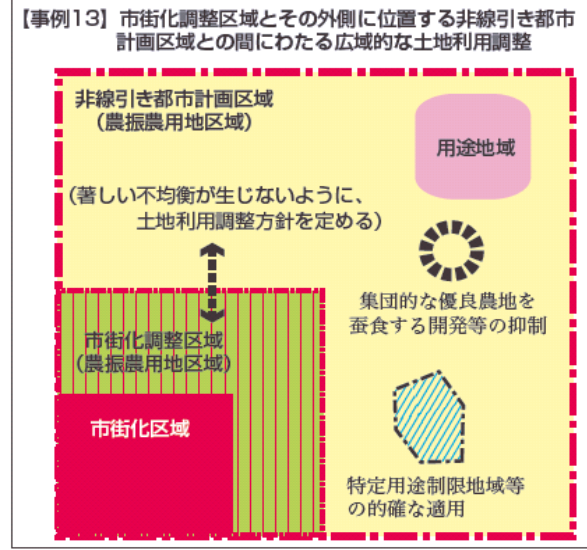 【事例13】市街化調整区域とその外側に位置する非線引き都市
計画区域との間にわたる広域的な土地利用調整
非線引き都市計画区域
（農振農用地区域）
用途地域
（著しい不均衡が生じないように、
土地利用調整方針を定める）
集団的な優良農地を
蚕食する開発等の抑制
市街化調整区域
（農振農用地区域）
市街化区域
特定用途制限地域等
の的確な適用